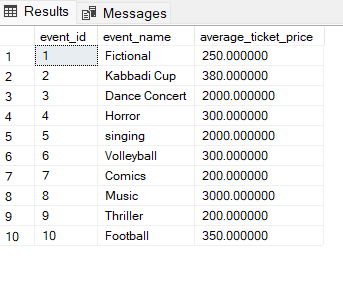 Results Messages
event_id event_name average_ticket_price
1 1 Fictional 250.000000
2 2 Kabbadi Cup 380.000000
3 3 Dance Concert 2000.000000
4 4 Horror 300.000000
5 5 singing 2000.000000
6 6 Volleyball 300.000000
7 7 Comics 200.000000
8 8 Music 3000.000000
9 9 Thriller 200.000000
10 10 Football 350.000000